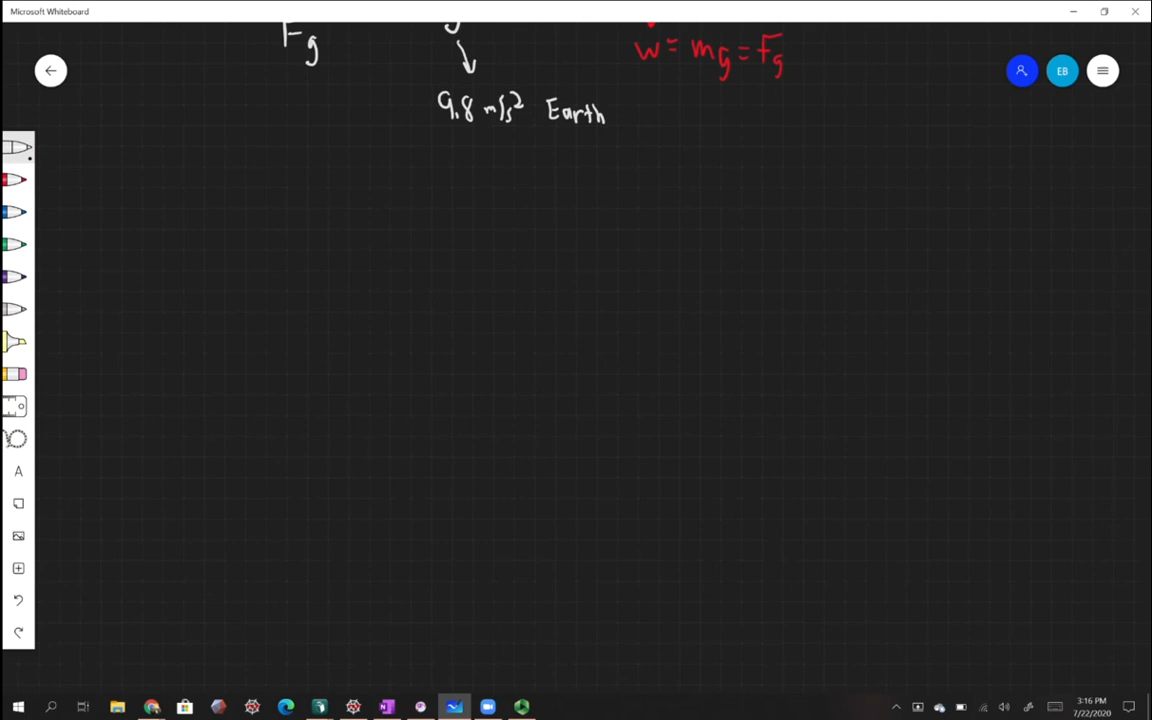 Microsoft Whiteboard
Fg
w = mg = Fg
9.8 m/s² Earth
EB
A
3:16 PM
7/22/2020